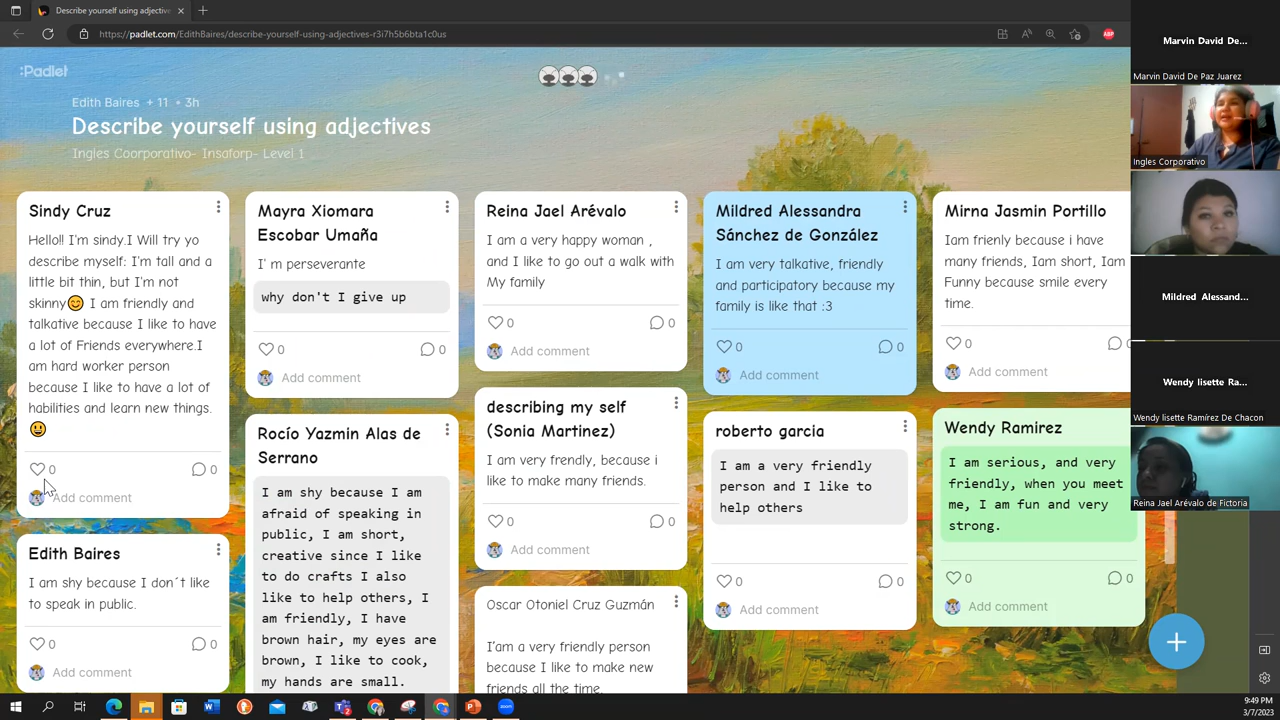 Describe yourself using adjectiv
https://padlet.com/EdithBaires/describe-yourself-using-adjectives-r3i7h5b6bta1c0us
ABP
:Padlet
Edith Baires + 11 • 3h
Describe yourself using adjectives
Ingles Coorporativo- Insaforp- Level 1
Sindy Cruz
Hello!! I'm sindy.I Will try yo
describe myself: I'm tall and a
little bit thin, but I'm not
skinny😊 I am friendly and
talkative because I like to have
a lot of Friends everywhere.I
am hard worker person
because I like to have a lot of
habilities and learn new things.
😀
0
0
Add comment
Edith Baires
I am shy because I don´t like
to speak in public.
0
0
Add comment
Mayra Xiomara
Escobar Umaña
I' m perseverante
why don't I give up
0
0
Add comment
Rocío Yazmin Alas de
Serrano
I am shy because I am
afraid of speaking in
public, I am short,
creative since I like
to do crafts I also
like to help others, I
am friendly, I have
brown hair, my eyes are
brown, I like to cook,
my hands are small.
Reina Jael Arévalo
I am a very happy woman ,
and I like to go out a walk with
My family
0
0
Add comment
describing my self
(Sonia Martinez)
I am very frendly, because i
like to make many friends.
0
0
Add comment
Oscar Otoniel Cruz Guzmán
I'am a very friendly person
because I like to make new
friends all the time.
Mildred Alessandra
Sánchez de González
I am very talkative, friendly
and participatory because my
family is like that :3
0
0
Add comment
roberto garcia
I am a very friendly
person and I like to
help others
0
0
Add comment
Mirna Jasmin Portillo
Iam frienly because i have
many friends, Iam short, Iam
Funny because smile every
time.
0
0
Add comment
Wendy Ramirez
I am serious, and very
friendly, when you meet
me, I am fun and very
strong.
0
0
Add comment
Marvin David De...
Marvin David De Paz Juarez
Ingles Corporativo
Mildred Alessand...
Wendy lisette Ra...
Wendy lisette Ramírez De Chacon
Reina Jael Arévalo de Fictoria
9:49 PM
3/7/2023